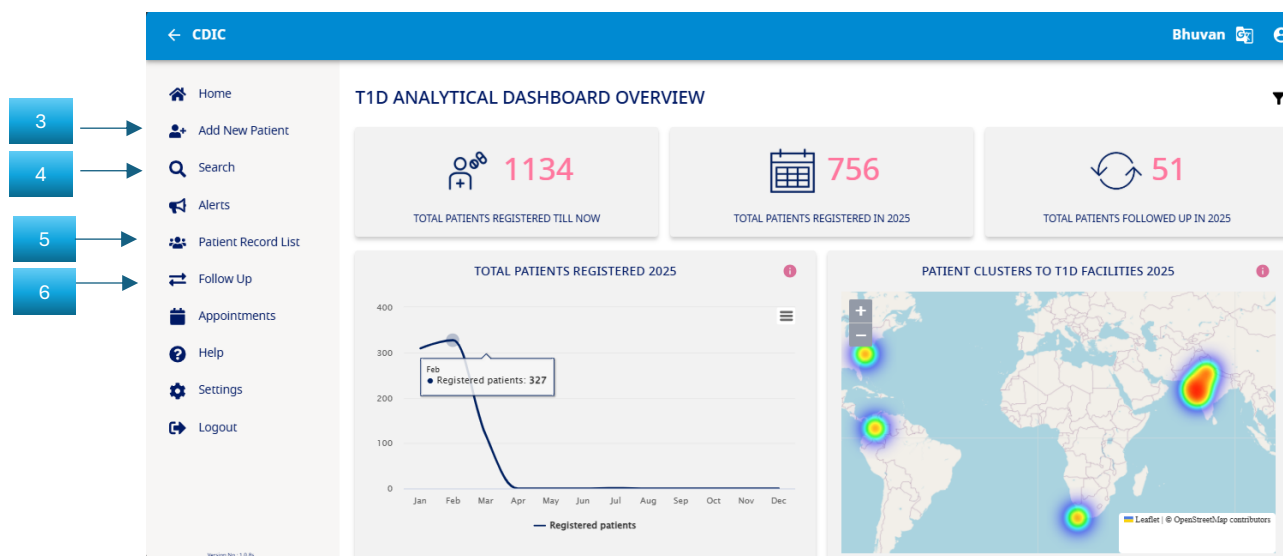 CDIC
Bhuvan
3
4
5
6
Home
Add New Patient
Search
Alerts
Patient Record List
Follow Up
Appointments
Help
Settings
Logout
T1D ANALYTICAL DASHBOARD OVERVIEW
1134
TOTAL PATIENTS REGISTERED TILL NOW
756
TOTAL PATIENTS REGISTERED IN 2025
51
TOTAL PATIENTS FOLLOWED UP IN 2025
TOTAL PATIENTS REGISTERED 2025
400
300
200
100
0
Feb
Registered patients: 327
Jan Feb Mar Apr May Jun Jul Aug Sep Oct Nov Dec
Registered patients
PATIENT CLUSTERS TO T1D FACILITIES 2025
+
−
Leaflet | © OpenStreetMap contributors